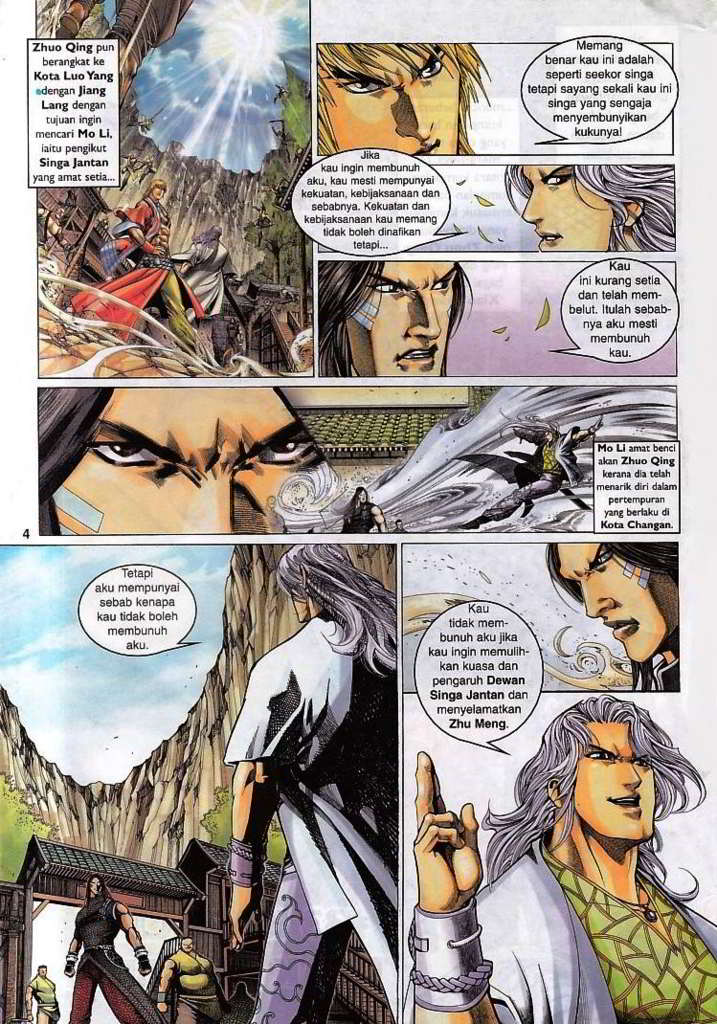 Zhuo Qing pun
berangkat ke
Kota Luo Yang
dengan Jiang
Lang dengan
tujuan ingin
mencari Mo Li,
iaitu pengikut
Singa Jantan
yang amat setia...
Memang
benar kau ini adalah
seperti seekor singa
tetapi sayang sekali kau ini
singa yang sengaja
menyembunyikan
kukunya!
Jika
kau ingin membunuh
aku, kau mesti mempunyai
kekuatan, kebijaksanaan dan
sebabnya. Kekuatan dan
kebijaksanaan kau memang
tidak boleh dinafikan
tetapi...
Kau
ini kurang setia
dan telah mem-
belut. Itulah sebab-
nya aku mesti
membunuh
kau.
Mo Li amat benci
akan Zhuo Qing
kerana dia telah
menarik diri dalam
pertempuran
yang berlaku di
Kota Changan.
4
Tetapi
aku mempunyai
sebab kenapa
kau tidak boleh
membunuh
aku.
Kau
tidak mem-
bunuh aku jika
kau ingin memulih-
kan kuasa dan
pengaruh Dewan
Singa Jantan dan
menyelamatkan
Zhu Meng.